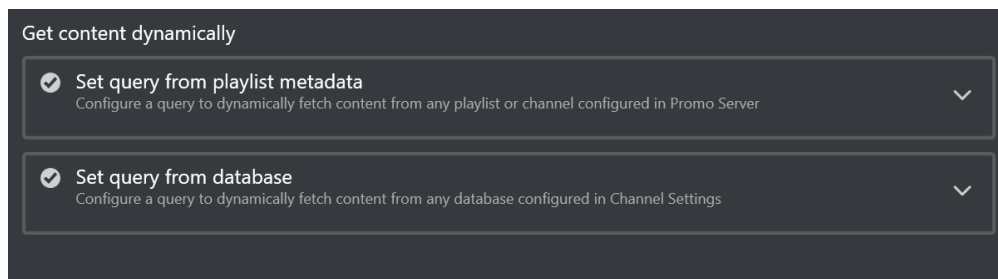 Get content dynamically
Set query from playlist metadata
Configure a query to dynamically fetch content from any playlist or channel configured in Promo Server
Set query from database
Configure a query to dynamically fetch content from any database configured in Channel Settings